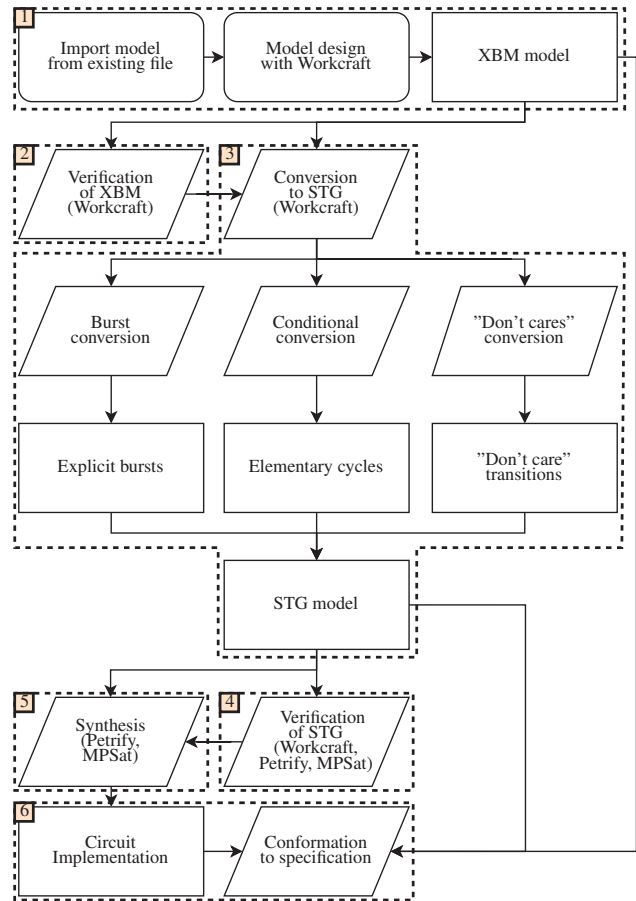 1
Import model
from existing file
Model design
with Workcraft
XBM model
2
Verification
of XBM
(Workcraft)
3
Conversion
to STG
(Workcraft)
Burst
conversion
Conditional
conversion
”Don't cares”
conversion
Explicit bursts
Elementary cycles
”Don't care”
transitions
STG model
5
Synthesis
(Petrify,
MPSat)
4
Verification
of STG
(Workcraft,
Petrify, MPSat)
6
Circuit
Implementation
Conformation
to specification